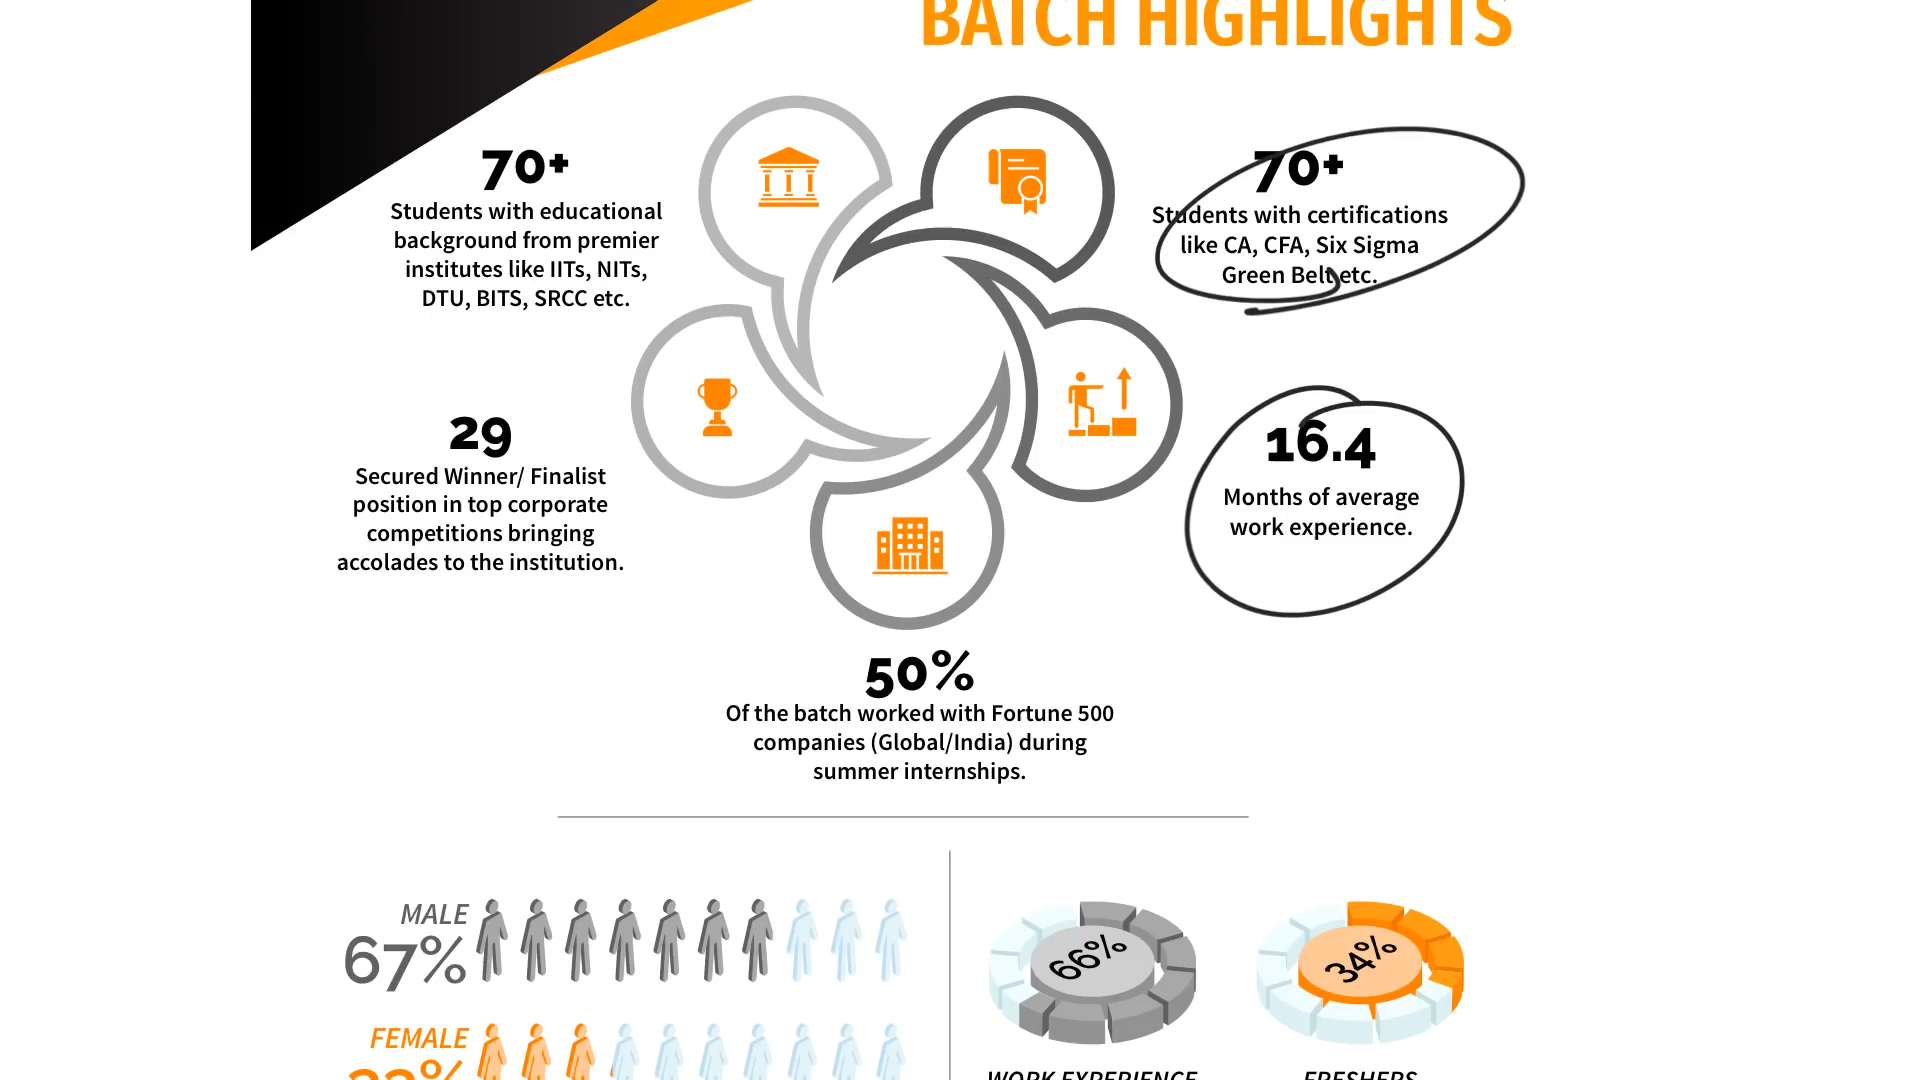 BATCH HIGHLIGHTS
70+
Students with educational
background from premier
institutes like IITs, NITs,
DTU, BITS, SRCC etc.
70+
Students with certifications
like CA, CFA, Six Sigma
Green Belt etc.
29
Secured Winner/ Finalist
position in top corporate
competitions bringing
accolades to the institution.
16.4
Months of average
work experience.
50%
Of the batch worked with Fortune 500
companies (Global/India) during
summer internships.
MALE
67%
FEMALE
33%
66%
WORK EXPERIENCE
34%
FRESHERS